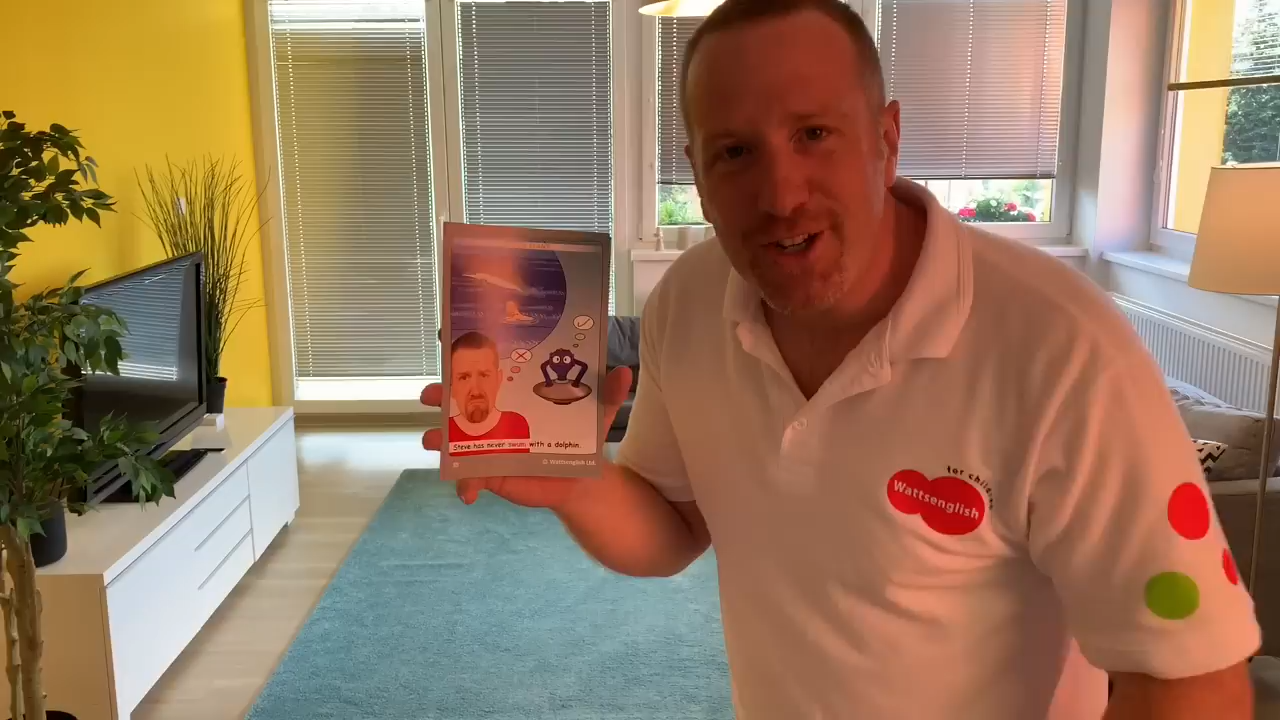 Steve has never swum with a dolphin.
© Wattsenglish Ltd.
for children
Wattsenglish